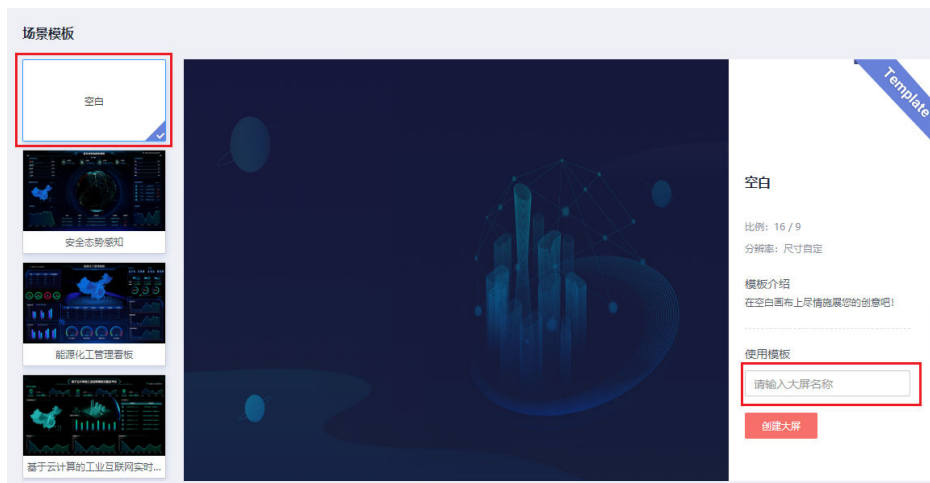 场景模板
空白
安全态势感知
能源化工管理看板
基于云计算的工业互联网实时...
Template
空白
比例: 16 / 9
分辨率: 尺寸自定
模板介绍
在空白画布上尽情施展您的创意吧!
使用模板
请输入大屏名称
创建大屏